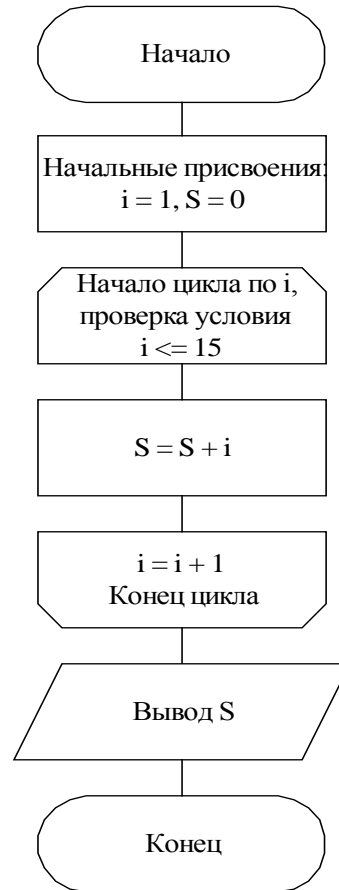 Начало
Начальные присвоения:
i = 1, S = 0
Начало цикла по i,
проверка условия
i <= 15
S = S + i
i = i + 1
Конец цикла
Вывод S
Конец